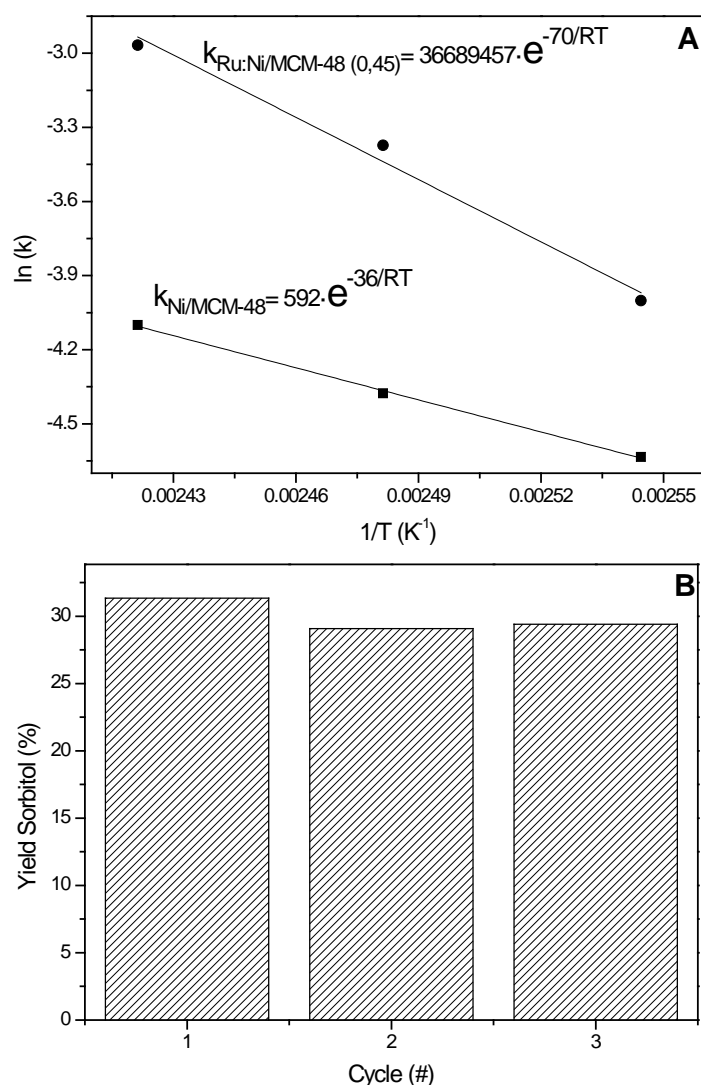 A
k Ru:Ni/MCM-48 (0,45) = 36689457·e -70/RT
k Ni/MCM-48 = 592·e -36/RT
ln (k)
-3.0
-3.3
-3.6
-3.9
-4.2
-4.5
0.00243 0.00246 0.00249 0.00252 0.00255
1/T (K-1)
B
Yield Sorbitol (%)
30
25
20
15
10
5
0
1 2 3
Cycle (#)